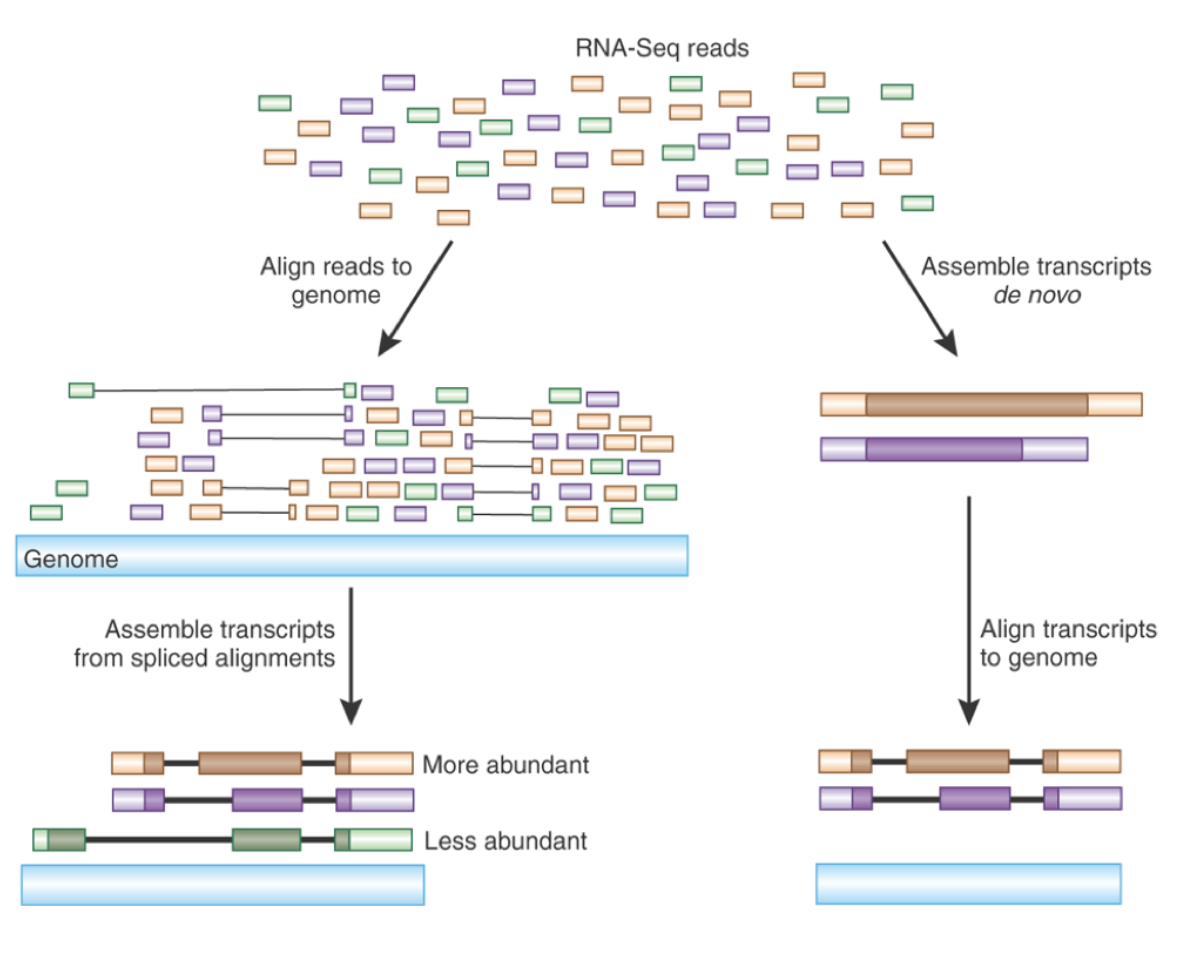 RNA-Seq reads
Align reads to
genome
Assemble transcripts
de novo
Genome
Assemble transcripts
from spliced alignments
Align transcripts
to genome
More abundant
Less abundant